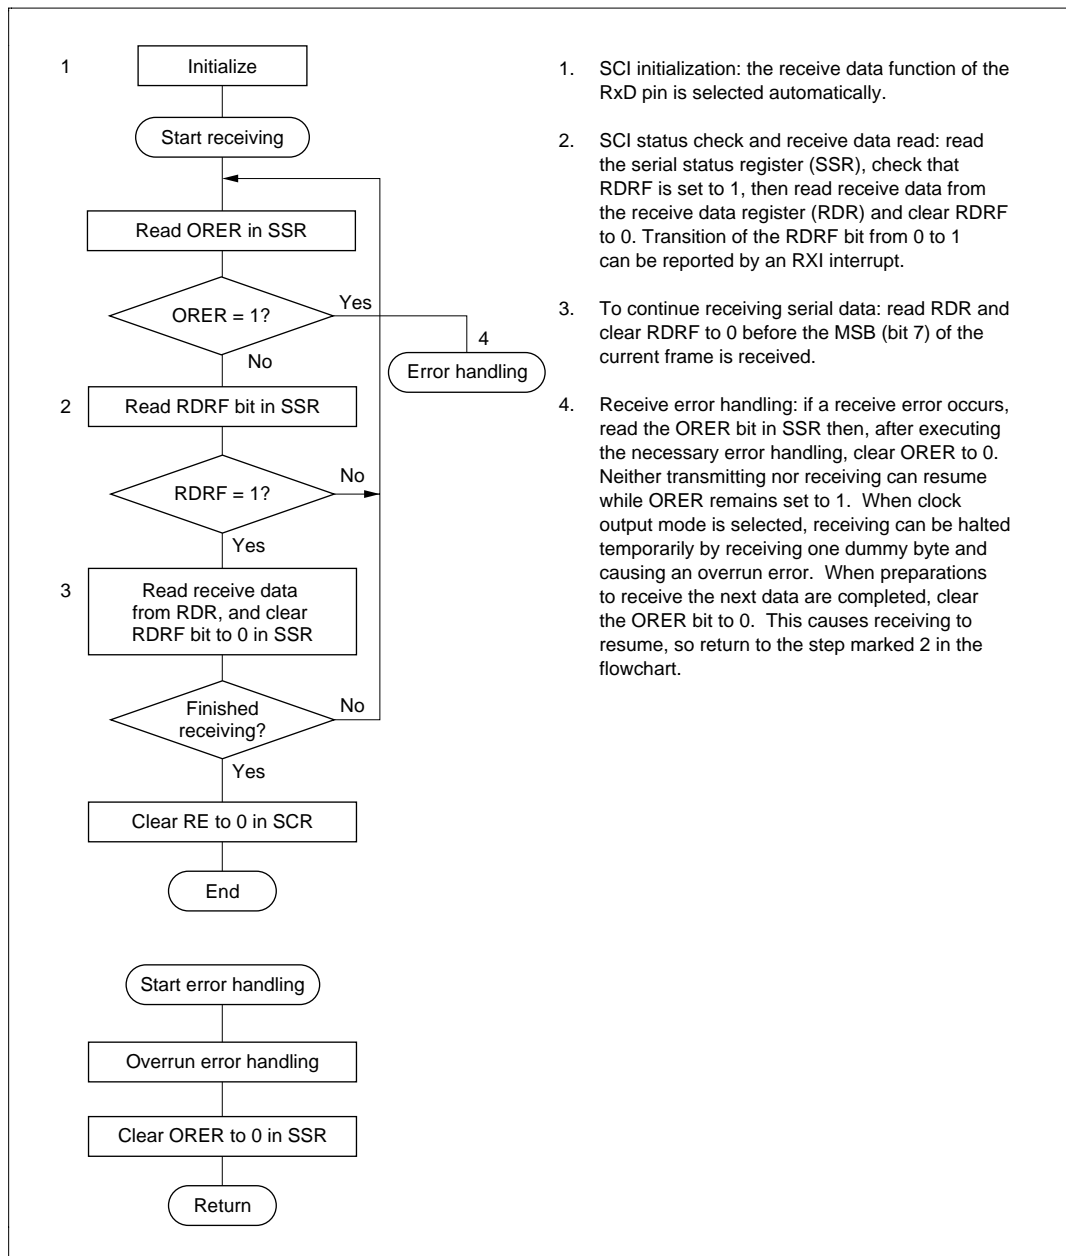 1
Initialize
Start receiving
Read ORER in SSR
ORER = 1?
Yes
No
4
Error handling
2
Read RDRF bit in SSR
RDRF = 1?
No
Yes
3
Read receive data
from RDR, and clear
RDRF bit to 0 in SSR
Finished
receiving?
No
Yes
Clear RE to 0 in SCR
End
Start error handling
Overrun error handling
Clear ORER to 0 in SSR
Return
1. SCI initialization: the receive data function of the
RxD pin is selected automatically.
2. SCI status check and receive data read: read
the serial status register (SSR), check that
RDRF is set to 1, then read receive data from
the receive data register (RDR) and clear RDRF
to 0. Transition of the RDRF bit from 0 to 1
can be reported by an RXI interrupt.
3. To continue receiving serial data: read RDR and
clear RDRF to 0 before the MSB (bit 7) of the
current frame is received.
4. Receive error handling: if a receive error occurs,
read the ORER bit in SSR then, after executing
the necessary error handling, clear ORER to 0.
Neither transmitting nor receiving can resume
while ORER remains set to 1. When clock
output mode is selected, receiving can be halted
temporarily by receiving one dummy byte and
causing an overrun error. When preparations
to receive the next data are completed, clear
the ORER bit to 0. This causes receiving to
resume, so return to the step marked 2 in the
flowchart.